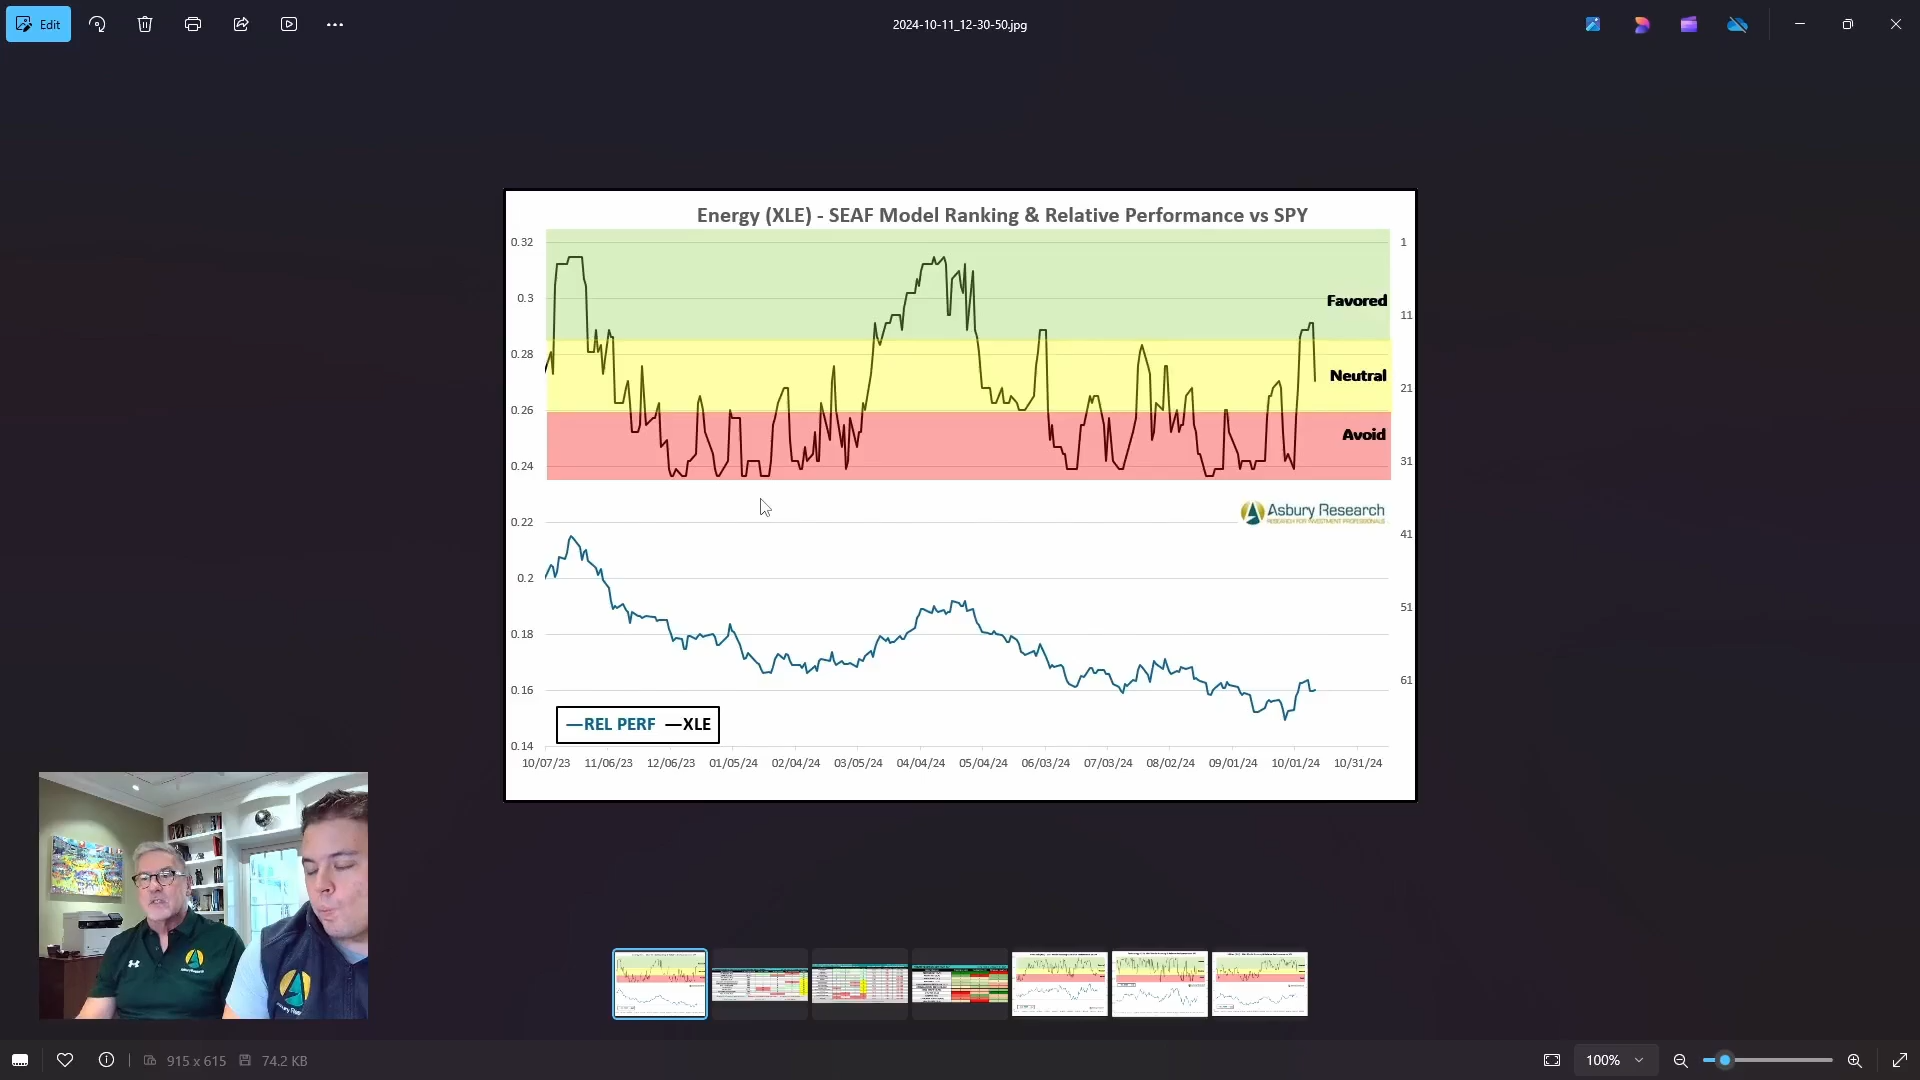 Edit
2024-10-11_12-30-50.jpg
Energy (XLE) - SEAF Model Ranking & Relative Performance vs SPY
0.32
0.3
0.28
0.26
0.24
0.22
0.2
0.18
0.16
0.14
1
11
21
31
41
51
61
Favored
Neutral
Avoid
Asbury Research
RESEARCH FOR INVESTMENT PROFESSIONALS
—REL PERF —XLE
10/07/23 11/06/23 12/06/23 01/05/24 02/04/24 03/05/24 04/04/24 05/04/24 06/03/24 07/03/24 08/02/24 09/01/24 10/01/24 10/31/24
915 x 615 74.2 KB
100%